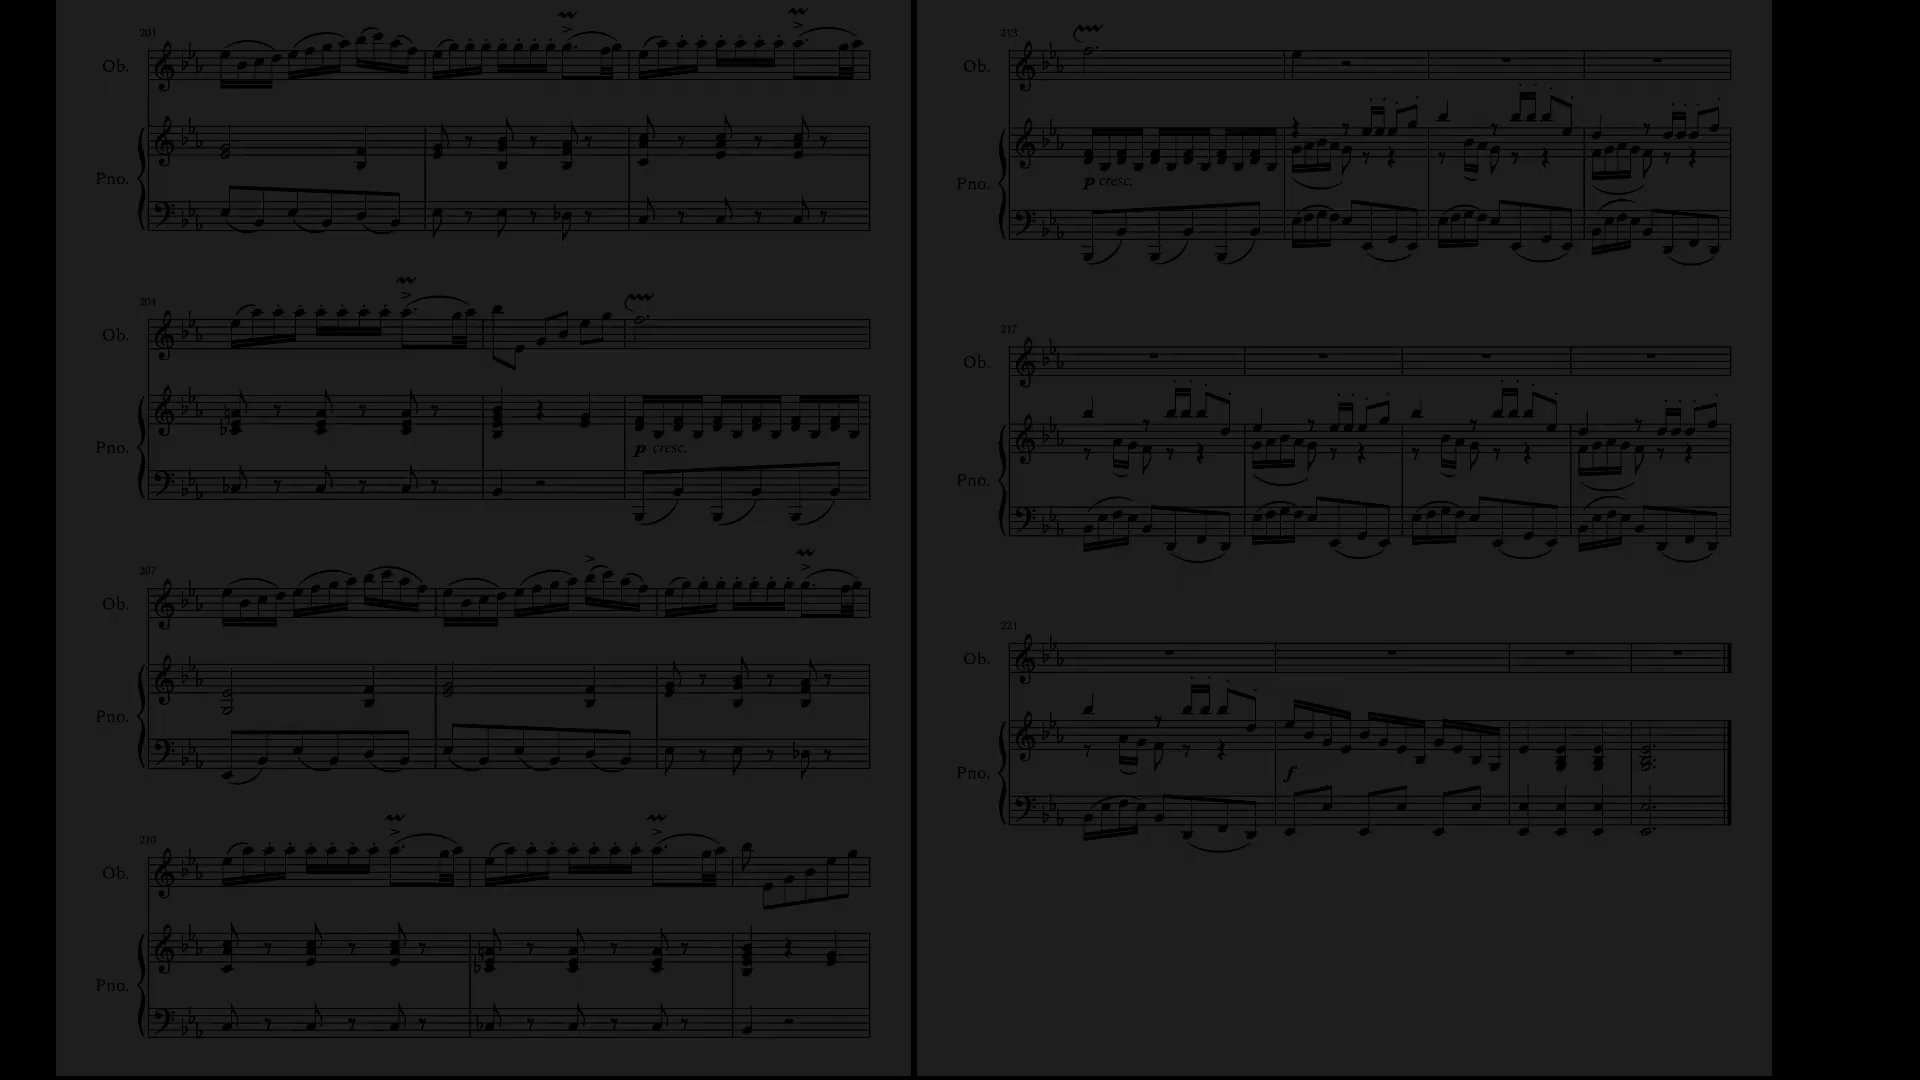 201
Ob.
Pno.
204
Ob.
Pno.
p cresc.
207
Ob.
Pno.
210
Ob.
Pno.
213
Ob.
Pno.
p cresc.
217
Ob.
Pno.
221
Ob.
Pno.
f